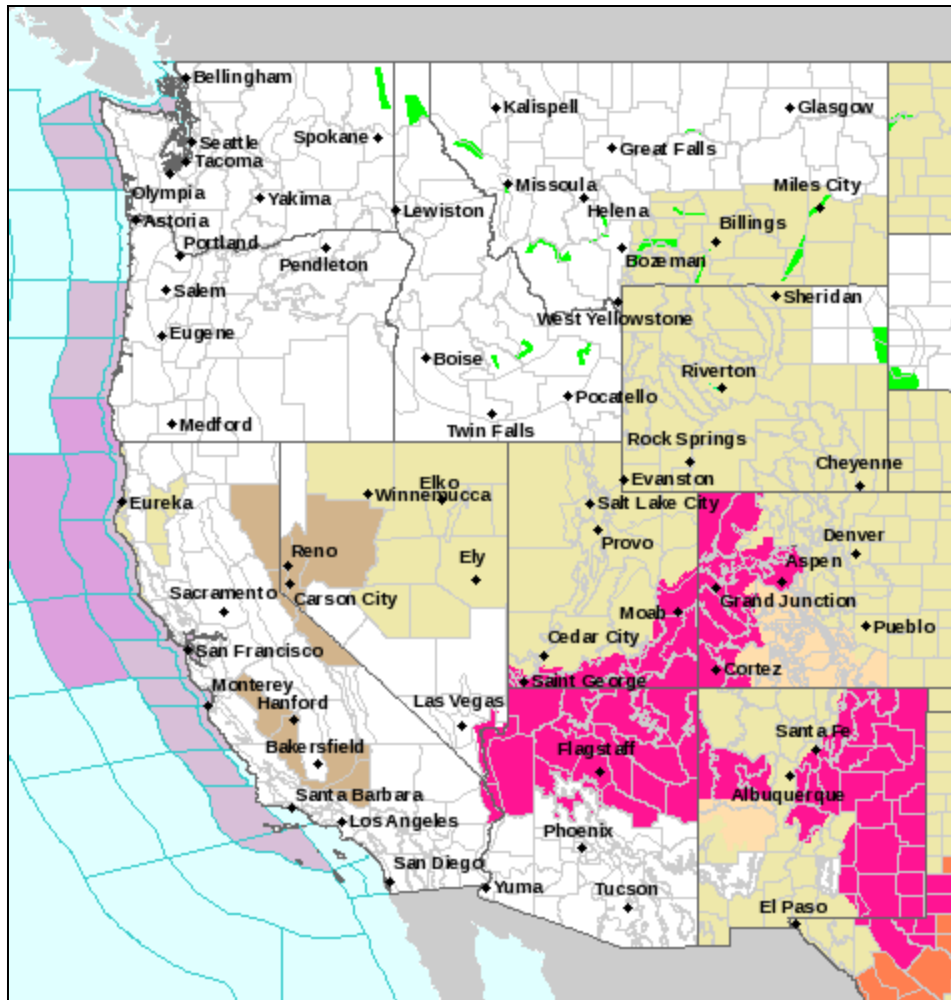 Bellingham
Kalispell
Glasgow
Spokane
Seattle
Great Falls
Tacoma
Olympia
Missoula
Miles City
Yakima
Helena
Lewiston
Astoria
Billings
Portland
Pendleton
Bozeman
Salem
Sheridan
West Yellowstone
Eugene
Boise
Riverton
Pocatello
Medford
Twin Falls
Rock Springs
Cheyenne
Elko
Evanston
Winnemucca
Eureka
Salt Lake City
Denver
Provo
Reno
Ely
Aspen
Sacramento
Carson City
Grand Junction
Moab
Pueblo
Cedar City
San Francisco
Cortez
Saint George
Monterey
Las Vegas
Hanford
Santa Fe
Bakersfield
Flagstaff
Albuquerque
Santa Barbara
Los Angeles
Phoenix
San Diego
Yuma
Tucson
El Paso